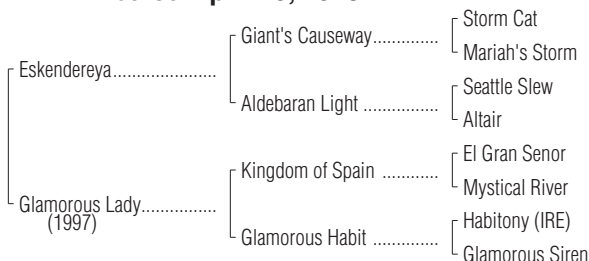 Storm Cat
Giant's Causeway..............
Mariah's Storm
Eskendereya......................
Seattle Slew
Aldebaran Light ................
Altair
El Gran Senor
Kingdom of Spain ............
Mystical River
Glamorous Lady................
(1997)
Habitony (IRE)
Glamorous Habit ..............
Glamorous Siren